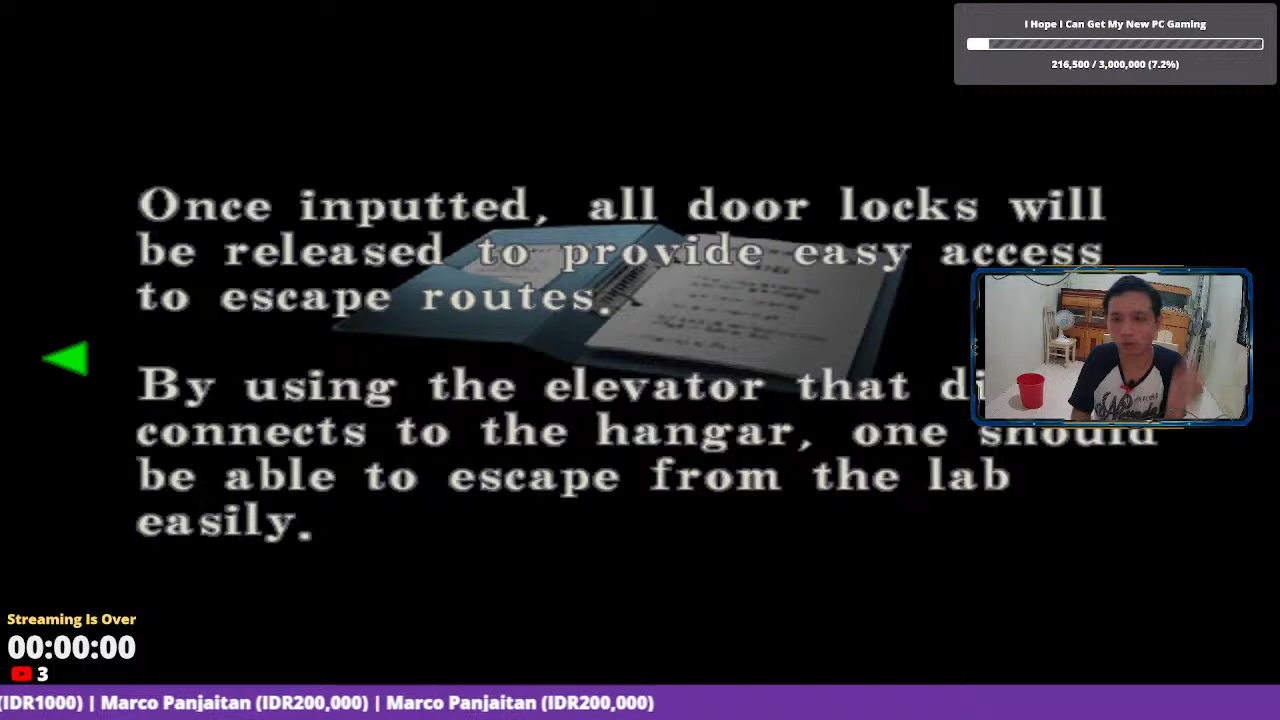 I Hope I Can Get My New PC Gaming
216,500 / 3,000,000 (7.2%)
Once inputted, all door locks will
be released to provide easy access
to escape routes.
By using the elevator that
connects to the hangar, one should
be able to escape from the lab
easily.
Streaming Is Over
00:00:00
3
(IDR1000) | Marco Panjaitan (IDR200,000) | Marco Panjaitan (IDR200,000)